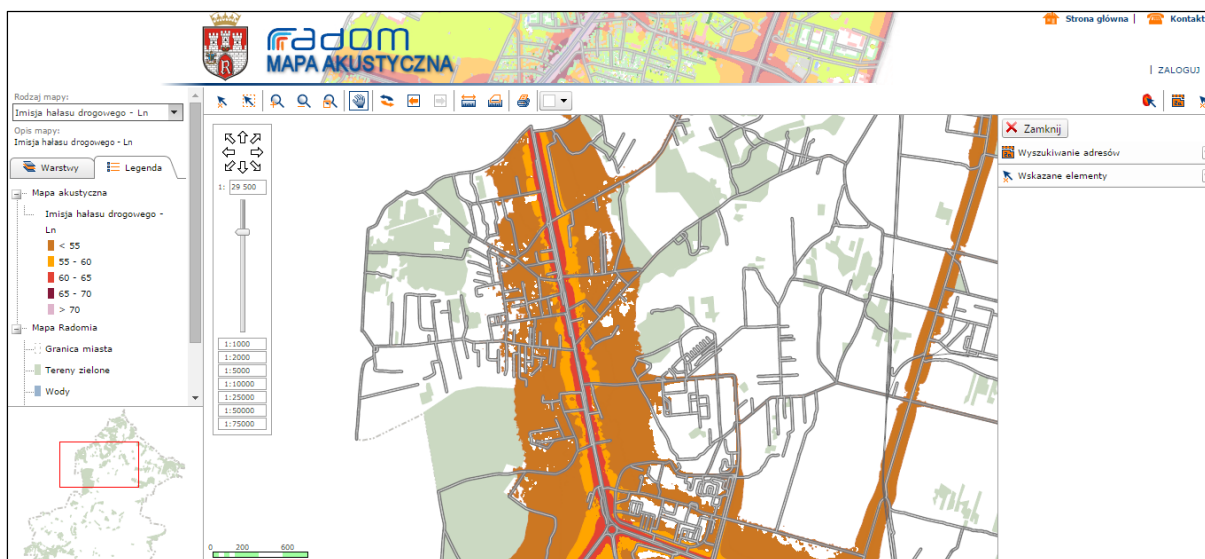 Strona główna |
Kontakt
radom
MAPA AKUSTYCZNA
| ZALOGUJ
Rodzaj mapy:
Imisja hałasu drogowego - Ln
Opis mapy:
Imisja hałasu drogowego - Ln
Warstwy
Legenda
Mapa akustyczna
Imisja hałasu drogowego -
Ln
< 55
55 - 60
60 - 65
65 - 70
> 70
Mapa Radomia
Granica miasta
Tereny zielone
Wody
1: 29 500
1:1000
1:2000
1:5000
1:10000
1:25000
1:50000
1:75000
0 200 600
Zamknij
Wyszukiwanie adresów
Wskazane elementy